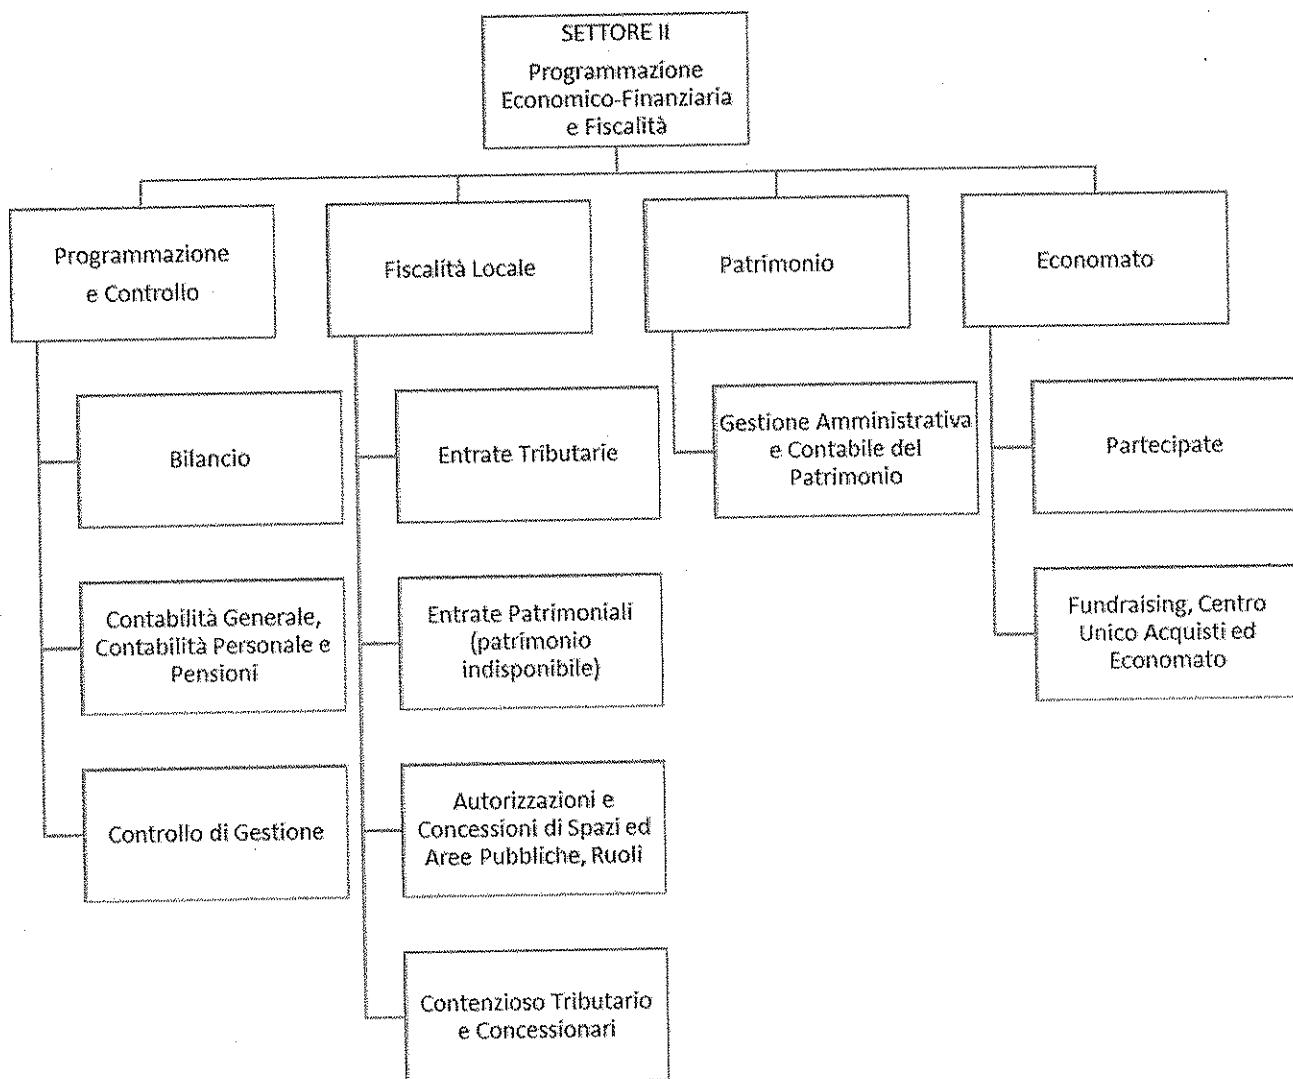 SETTORE II
Programmazione
Economico-Finanziaria
e Fiscalità
Programmazione
e Controllo
Fiscalità Locale
Patrimonio
Economato
Bilancio
Contabilità Generale,
Contabilità Personale e
Pensioni
Controllo di Gestione
Entrate Tributarie
Entrate Patrimoniali
(patrimonio
indisponibile)
Autorizzazioni e
Concessioni di Spazi ed
Aree Pubbliche, Ruoli
Contenzioso Tributario
e Concessionari
Gestione Amministrativa
e Contabile del
Patrimonio
Partecipate
Fundraising, Centro
Unico Acquisti ed
Economato